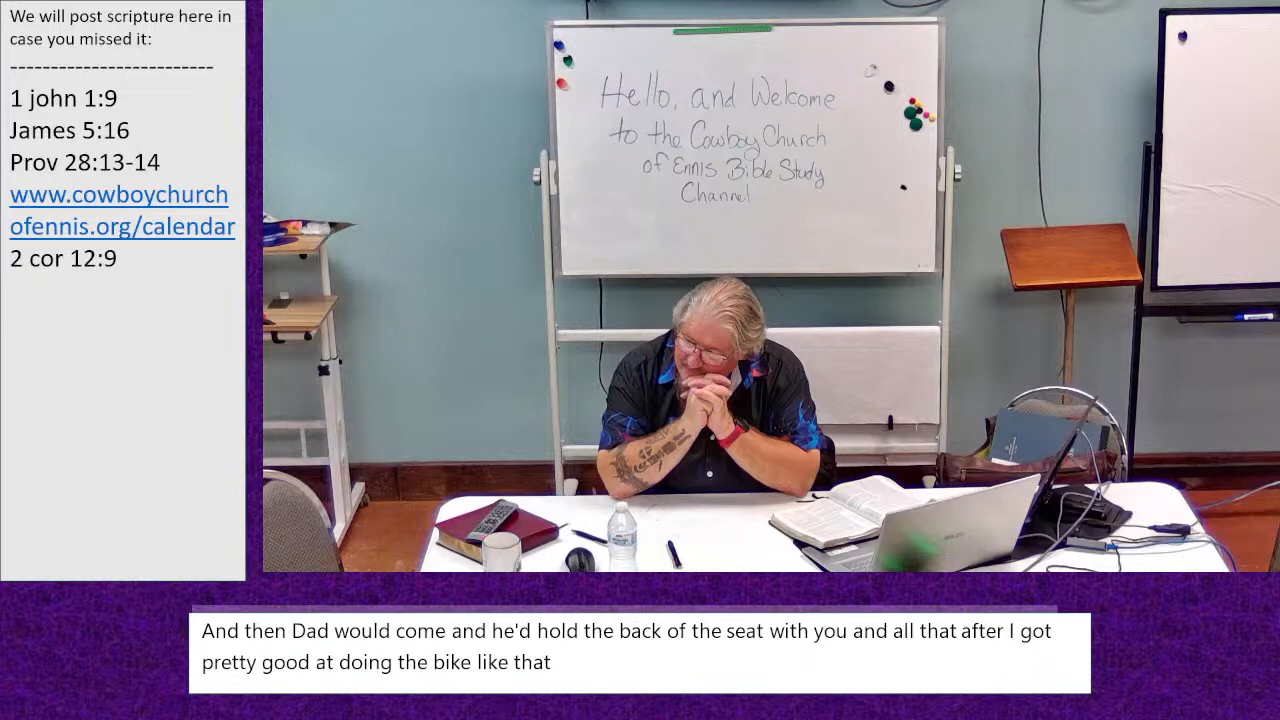 We will post scripture here in
case you missed it:
------------------------
1 john 1:9
James 5:16
Prov 28:13-14
www.cowboychurch
ofennis.org/calendar
2 cor 12:9
Hello, and Welcome
to the Cowboy Church
of Ennis Bible Study
Channel
And then Dad would come and he'd hold the back of the seat with you and all that after I got
pretty good at doing the bike like that